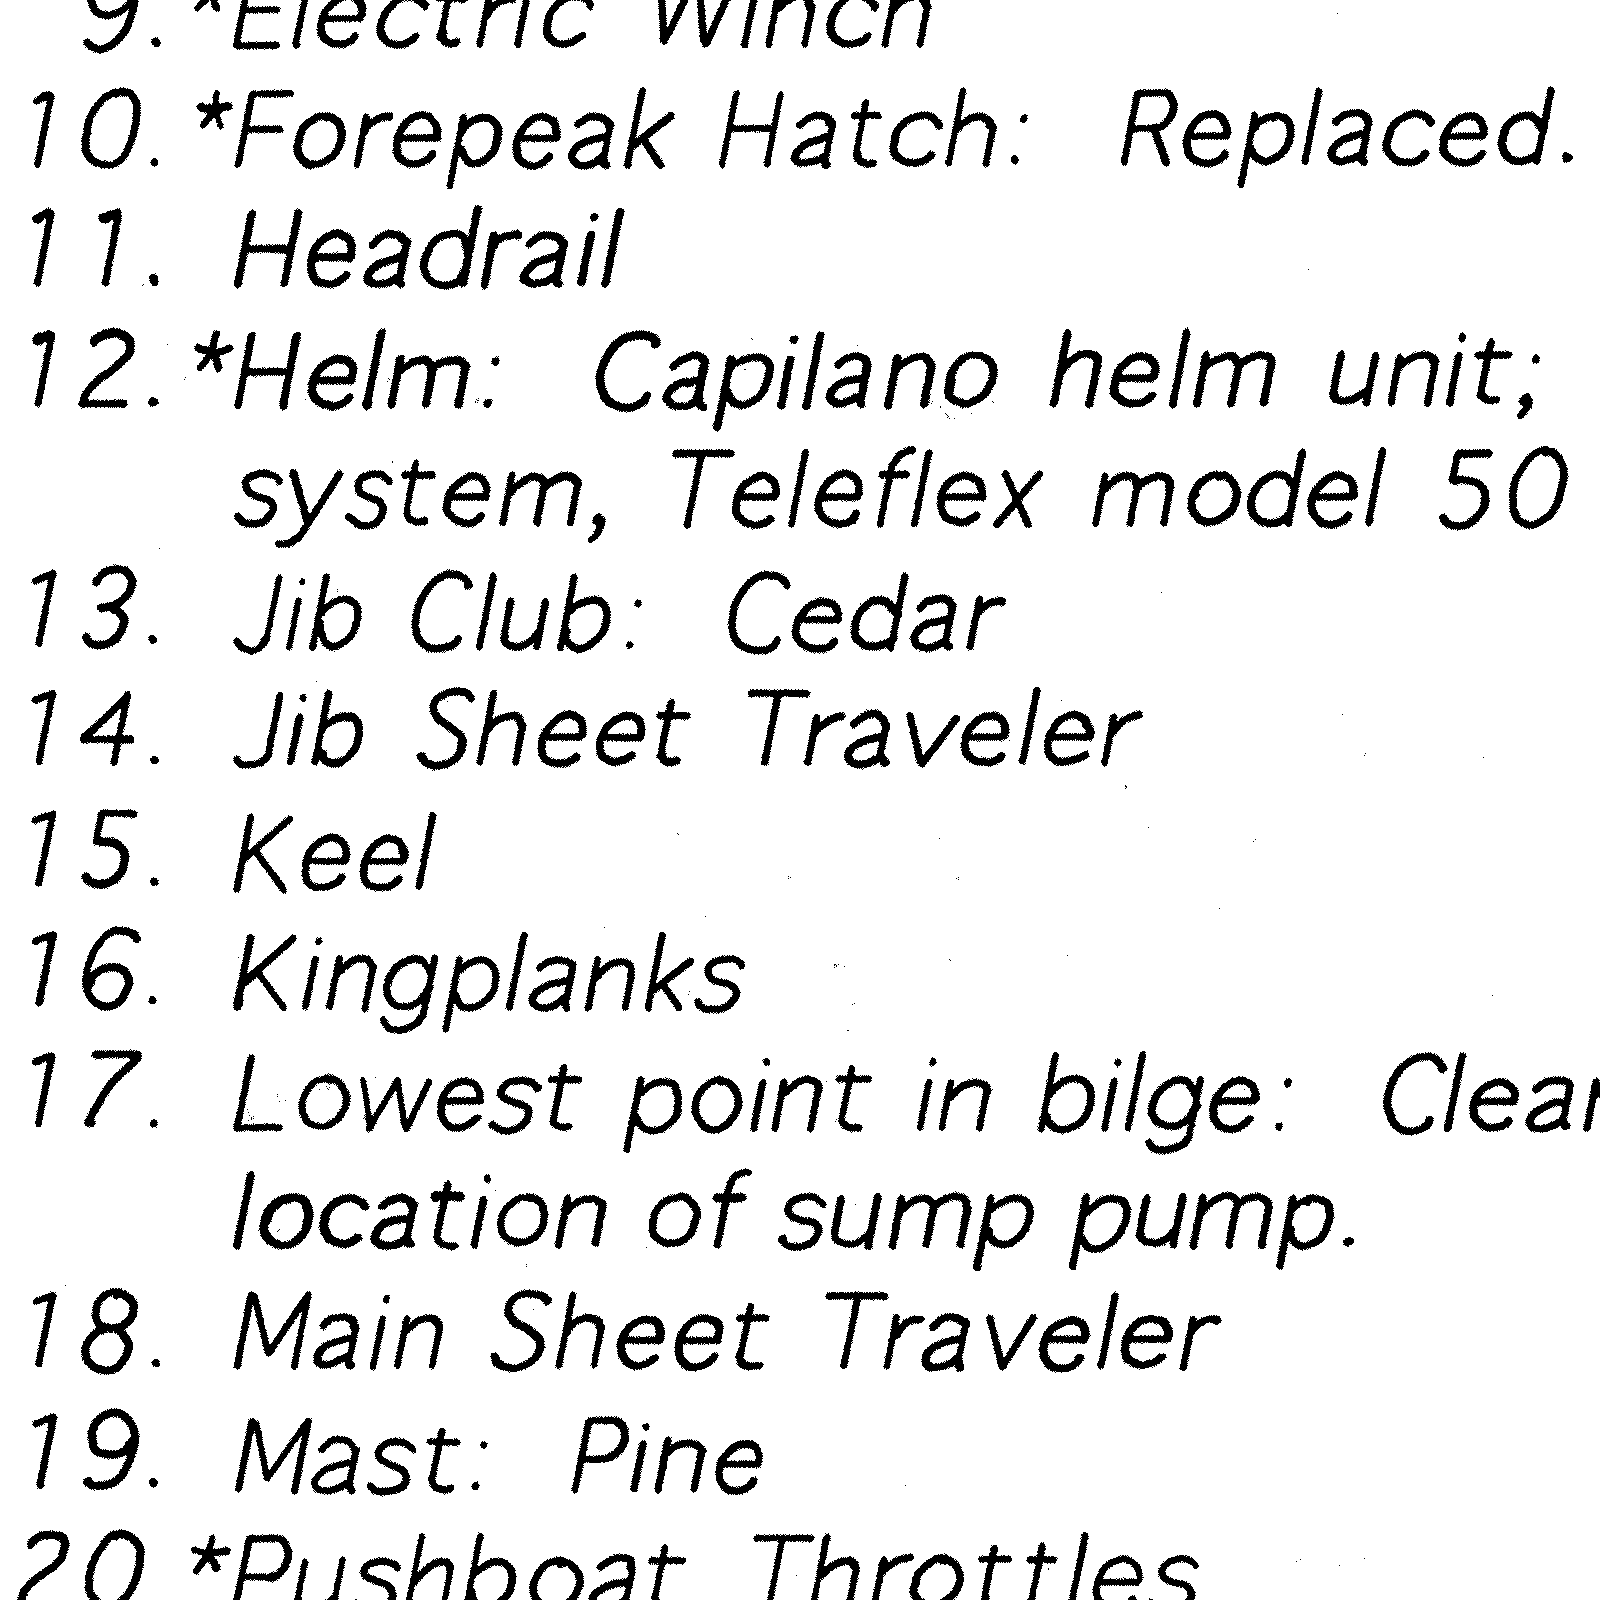 9. *Electric Winch
10. *Forepeak Hatch: Replaced.
11. Headrail
12. *Helm: Capilano helm unit;
system, Teleflex model 50
13. Jib Club: Cedar
14. Jib Sheet Traveler
15. Keel
16. Kingplanks
17. Lowest point in bilge:
location of sump pump.
18. Main Sheet Traveler
19. Mast: Pine
20 *Pushboat Throttles